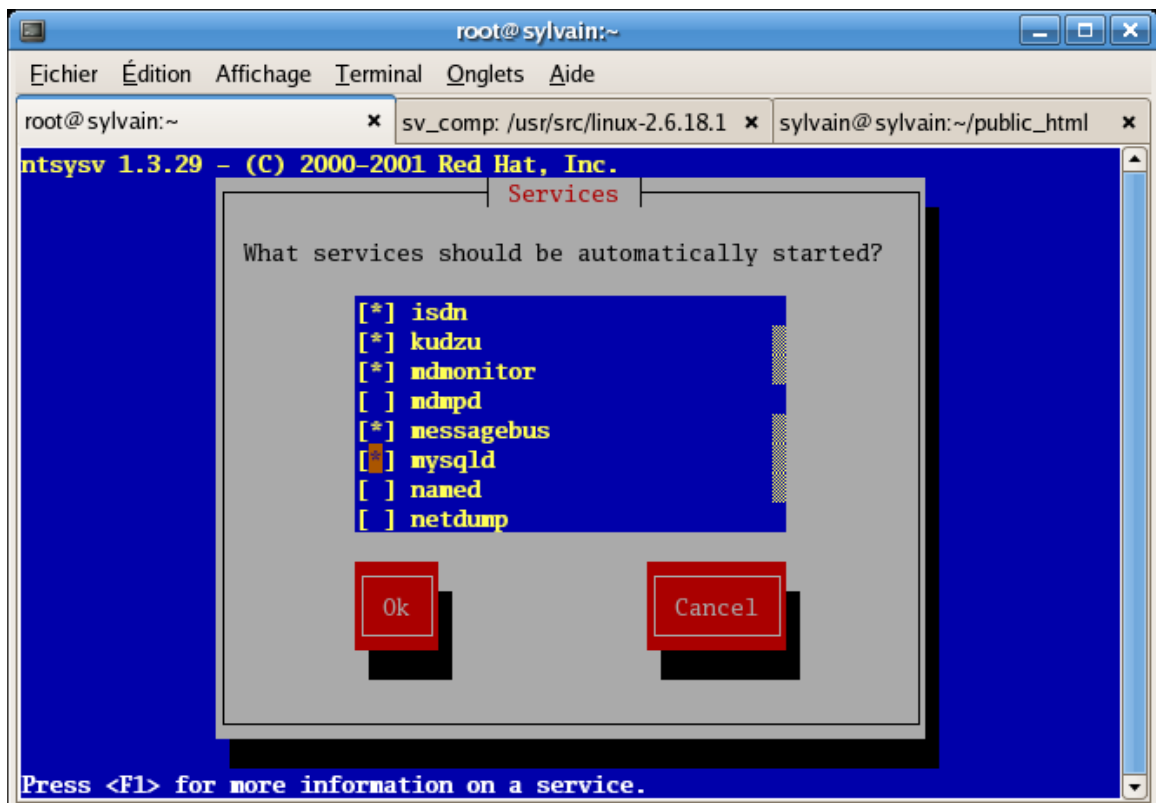 root@sylvain:~
Fichier Édition Affichage Terminal Onglets Aide
root@sylvain:~ sv_comp: /usr/src/linux-2.6.18.1 sylvain@sylvain:~/public_html
ntsysv 1.3.29 – (C) 2000–2001 Red Hat, Inc.
Services
What services should be automatically started?
[*] isdn
[*] kudzu
[*] mdmonitor
[ ] mdmpd
[*] messagebus
[*] mysqld
[ ] named
[ ] netdump
Ok Cancel
Press <F1> for more information on a service.